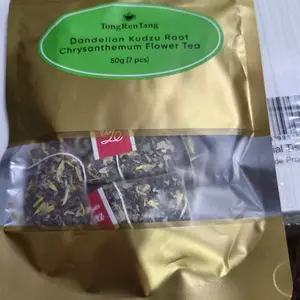 TongRenTang
Dandelion Kudzu Root
Chrysanthemum Flower Tea
50g (7 pcs)